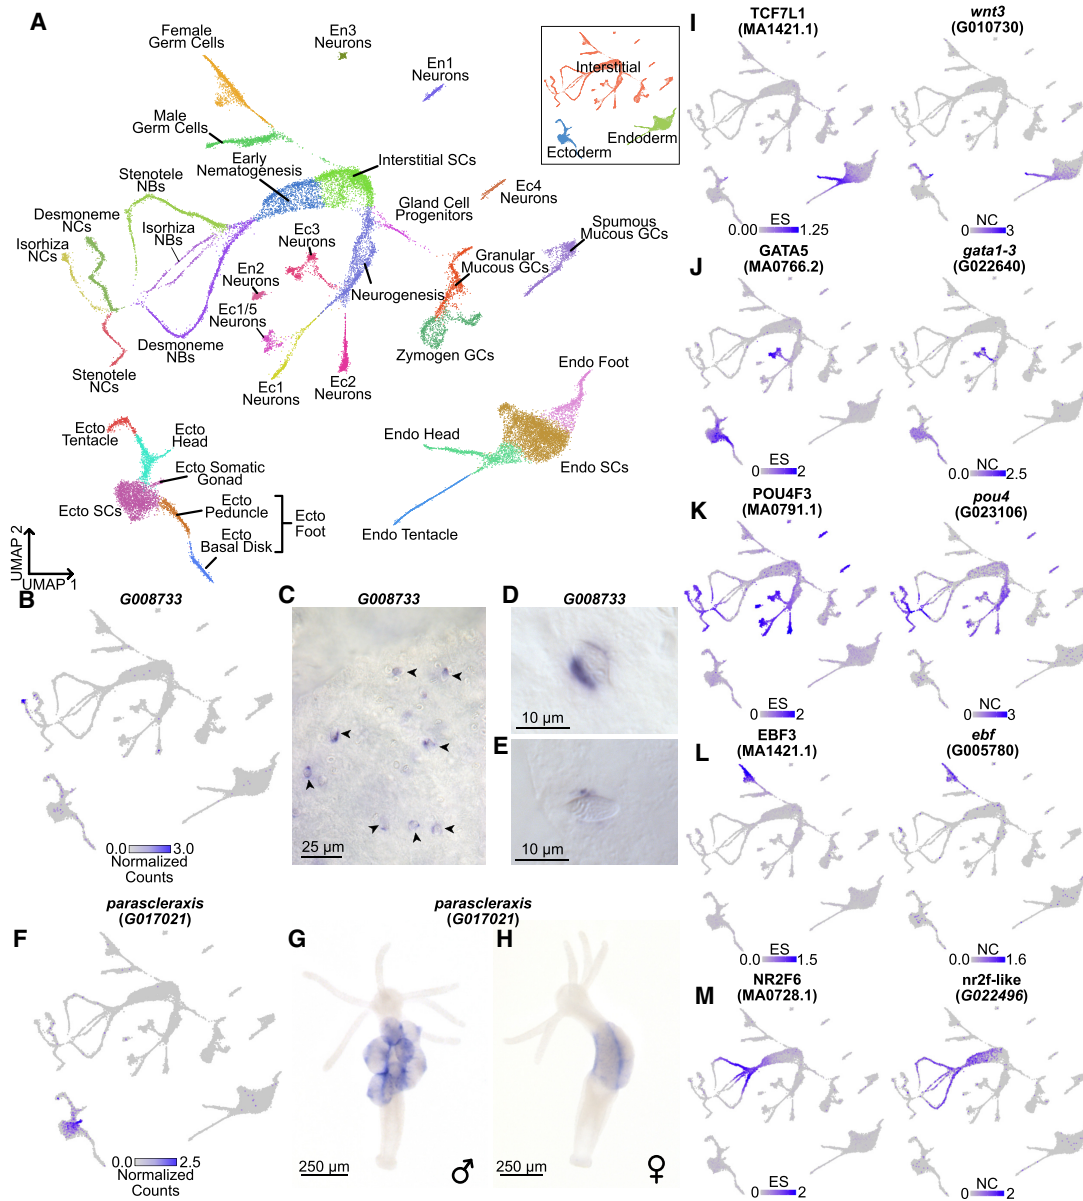 A
Female
Germ Cells
En3
Neurons
En1
Neurons
Interstitial
Endoderm
Ectoderm
Male
Germ Cells
Early
Nematogenesis
Interstitial SCs
Stenotele
NBs
Gland Cell
Progenitors
Ec4
Neurons
Desmoneme
NCs
Isorhiza
NBs
Ec3
Neurons
Spumous
Mucous GCs
Isorhiza
NCs
Granular
Mucous GCs
En2
Neurons
Neurogenesis
Ec1/5
Neurons
Desmoneme
NBs
Zymogen GCs
Stenotele
NCs
Ec1
Neurons
Ec2
Neurons
Endo Foot
Ecto
Tentacle
Ecto
Head
Endo Head
Ecto Somatic
Gonad
Endo SCs
Ecto SCs
Ecto
Peduncle
Ecto
Foot
Ecto
Basal Disk
Endo Tentacle
UMAP 2
UMAP 1
B
G008733
0.0
3.0
Normalized
Counts
C
G008733
25 µm
D
G008733
10 µm
E
10 µm
F
parascleraxis
(G017021)
0.0
2.5
Normalized
Counts
parascleraxis
(G017021)
G
250 µm
♂
H
250 µm
♀
I
TCF7L1
(MA1421.1)
wnt3
(G010730)
ES
0.00
1.25
NC
0
3
J
GATA5
(MA0766.2)
gata1-3
(G022640)
ES
0
2
NC
0.0
2.5
K
POU4F3
(MA0791.1)
pou4
(G023106)
ES
0
2
NC
0
3
L
EBF3
(MA1421.1)
ebf
(G005780)
ES
0.0
1.5
NC
0.0
1.6
M
NR2F6
(MA0728.1)
nr2f-like
(G022496)
ES
0
2
NC
0
2